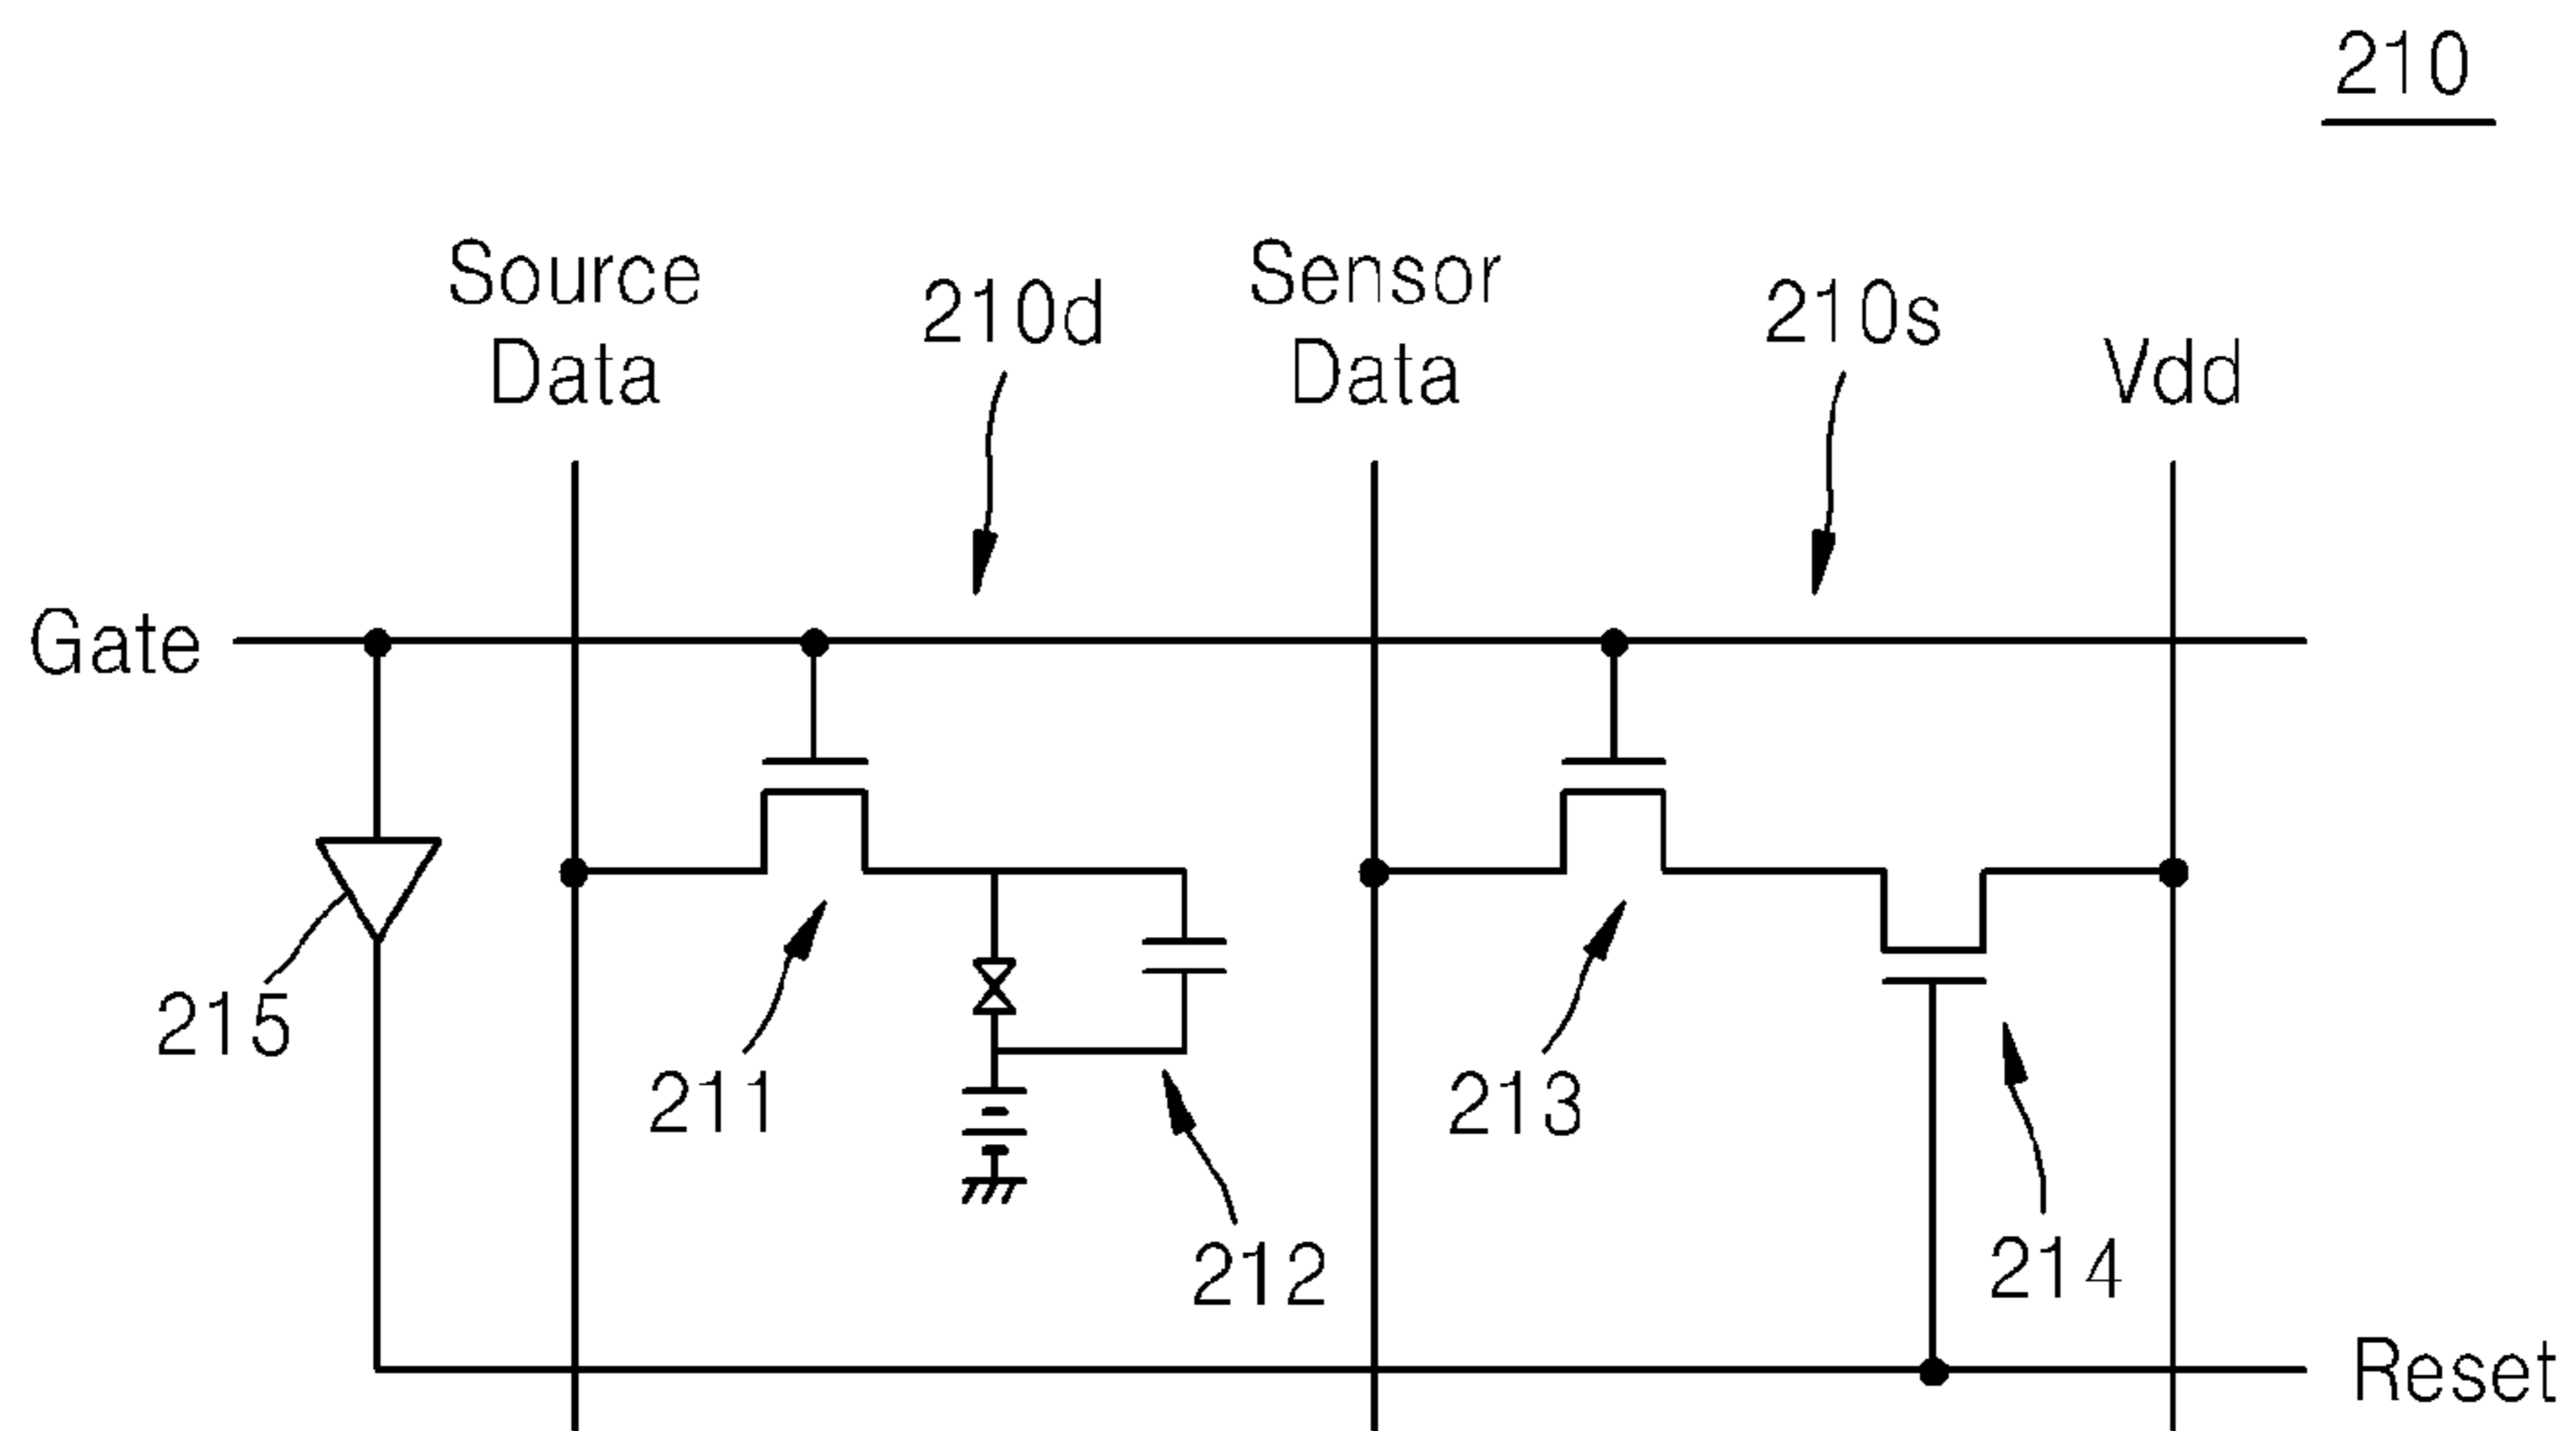 210
Source
Data
210d
Sensor
Data
210s
Vdd
Gate
215
211
212
213
214
Reset